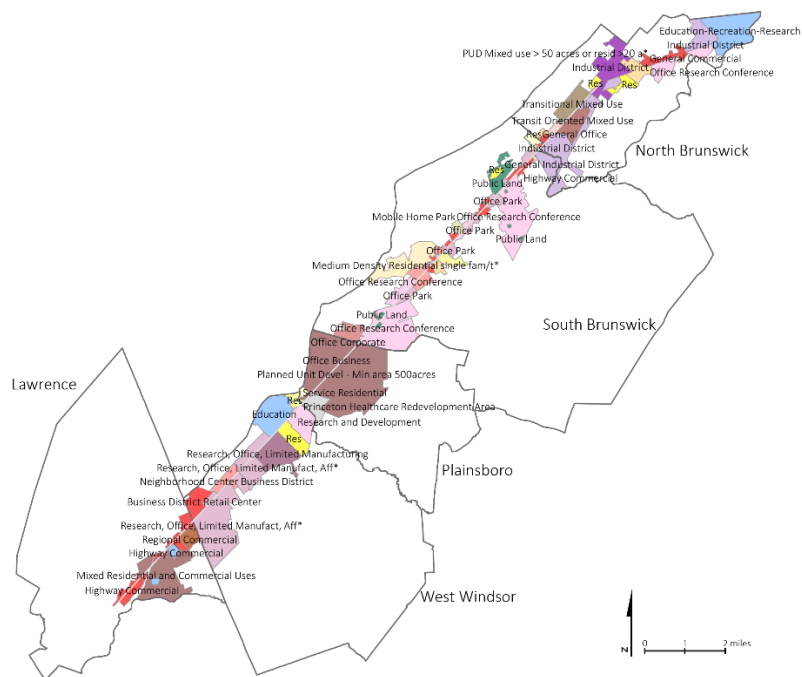 Education-Recreation-Research
Industrial District
PUD Mixed use > 50 acres or resid >20 a*
General Commercial
Industrial District
Office Research Conference
Res
Res
Transitional Mixed Use
Transit Oriented Mixed Use
Res
General Office
Industrial District
North Brunswick
General Industrial District
Res
Highway Commercial
Public Land
Office Park
Mobile Home Park
Office Research Conference
Office Park
Public Land
Office Park
Medium Density Residential single fam/t*
Office Research Conference
Office Park
Public Land
South Brunswick
Office Research Conference
Office Corporate
Office Business
Planned Unit Devel - Min area 500acres
Lawrence
Service Residential
Res
Princeton Healthcare Redevelopment Area
Education
Research and Development
Res
Research, Office, Limited Manufacturing
Research, Office, Limited Manufact, Aff*
Plainsboro
Neighborhood Center Business District
Business District Retail Center
Research, Office, Limited Manufact, Aff*
Regional Commercial
Highway Commercial
Mixed Residential and Commercial Uses
Highway Commercial
West Windsor
N
0 1 2 miles